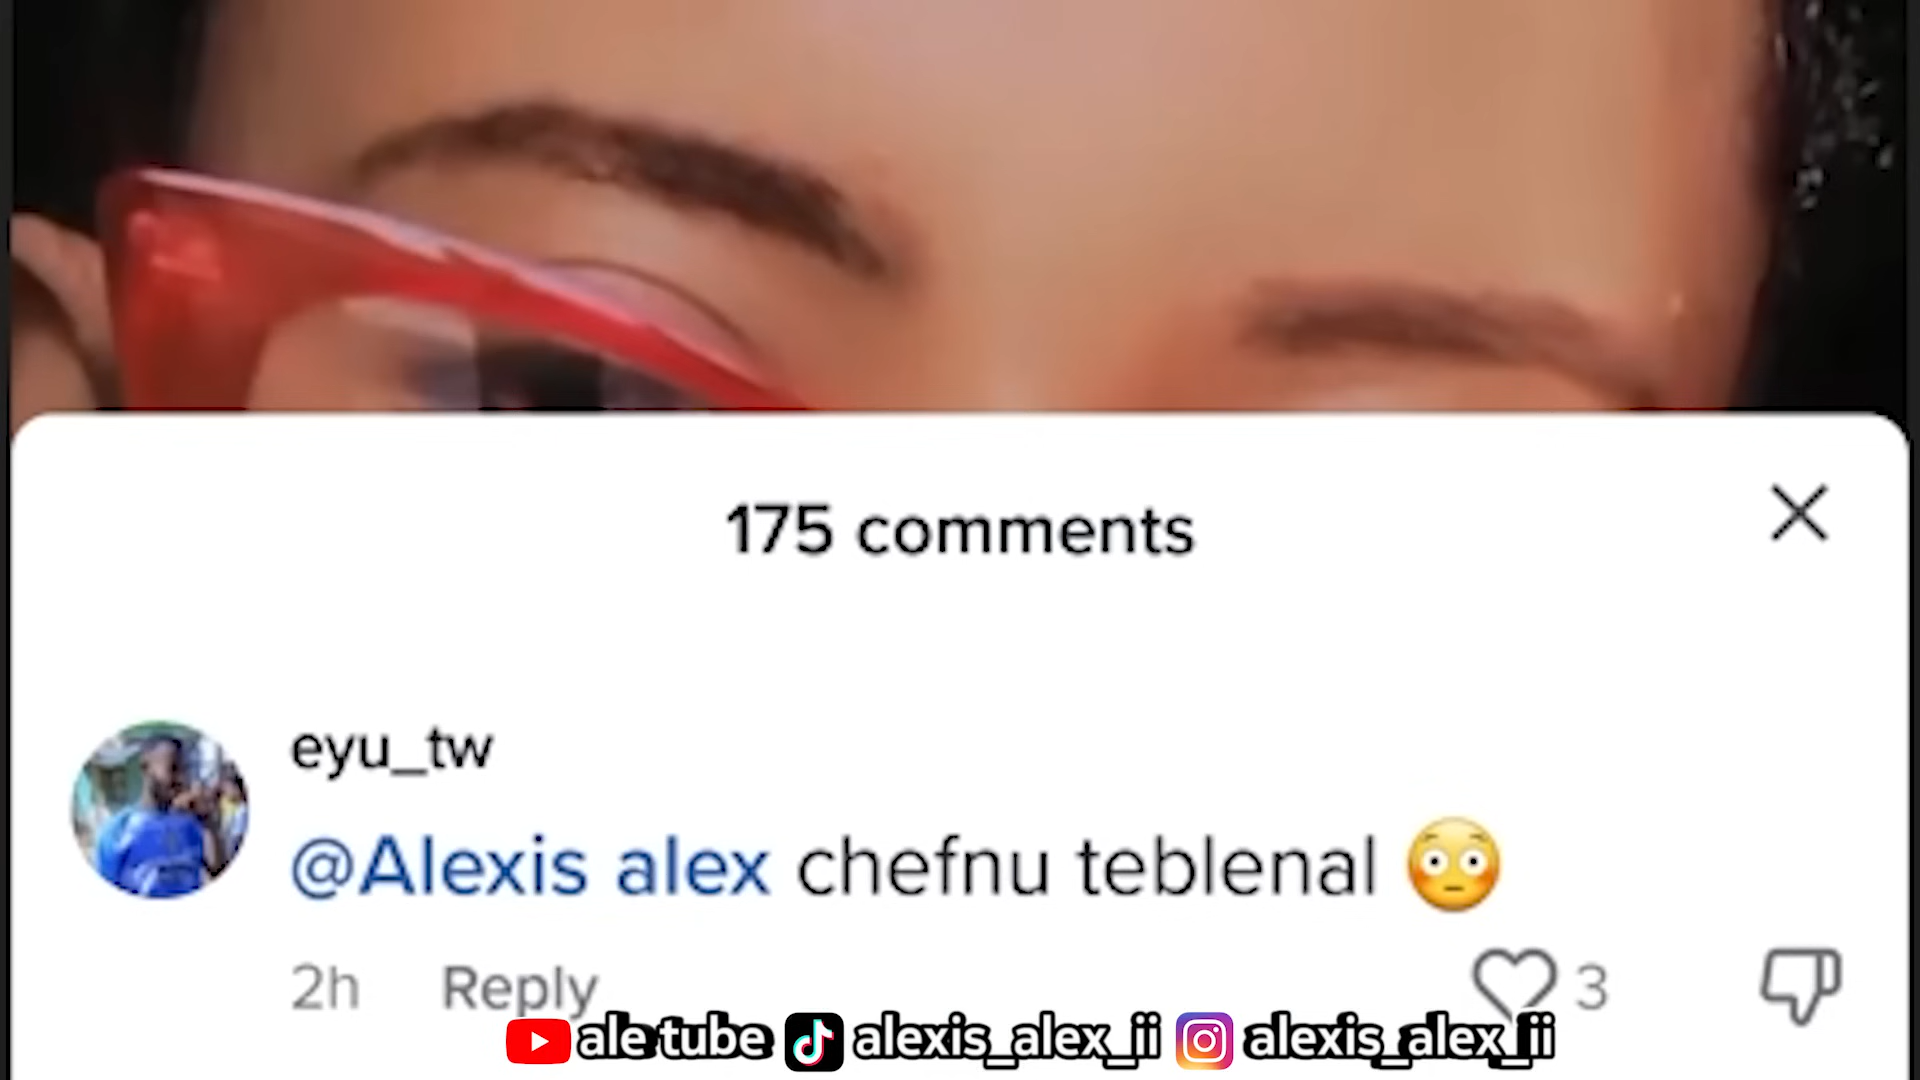 175 comments
eyu_tw
@Alexis alex chefnu teblenal 😳
2h Reply 3
ale tube alexis_alex_ii alexis_alex_ii